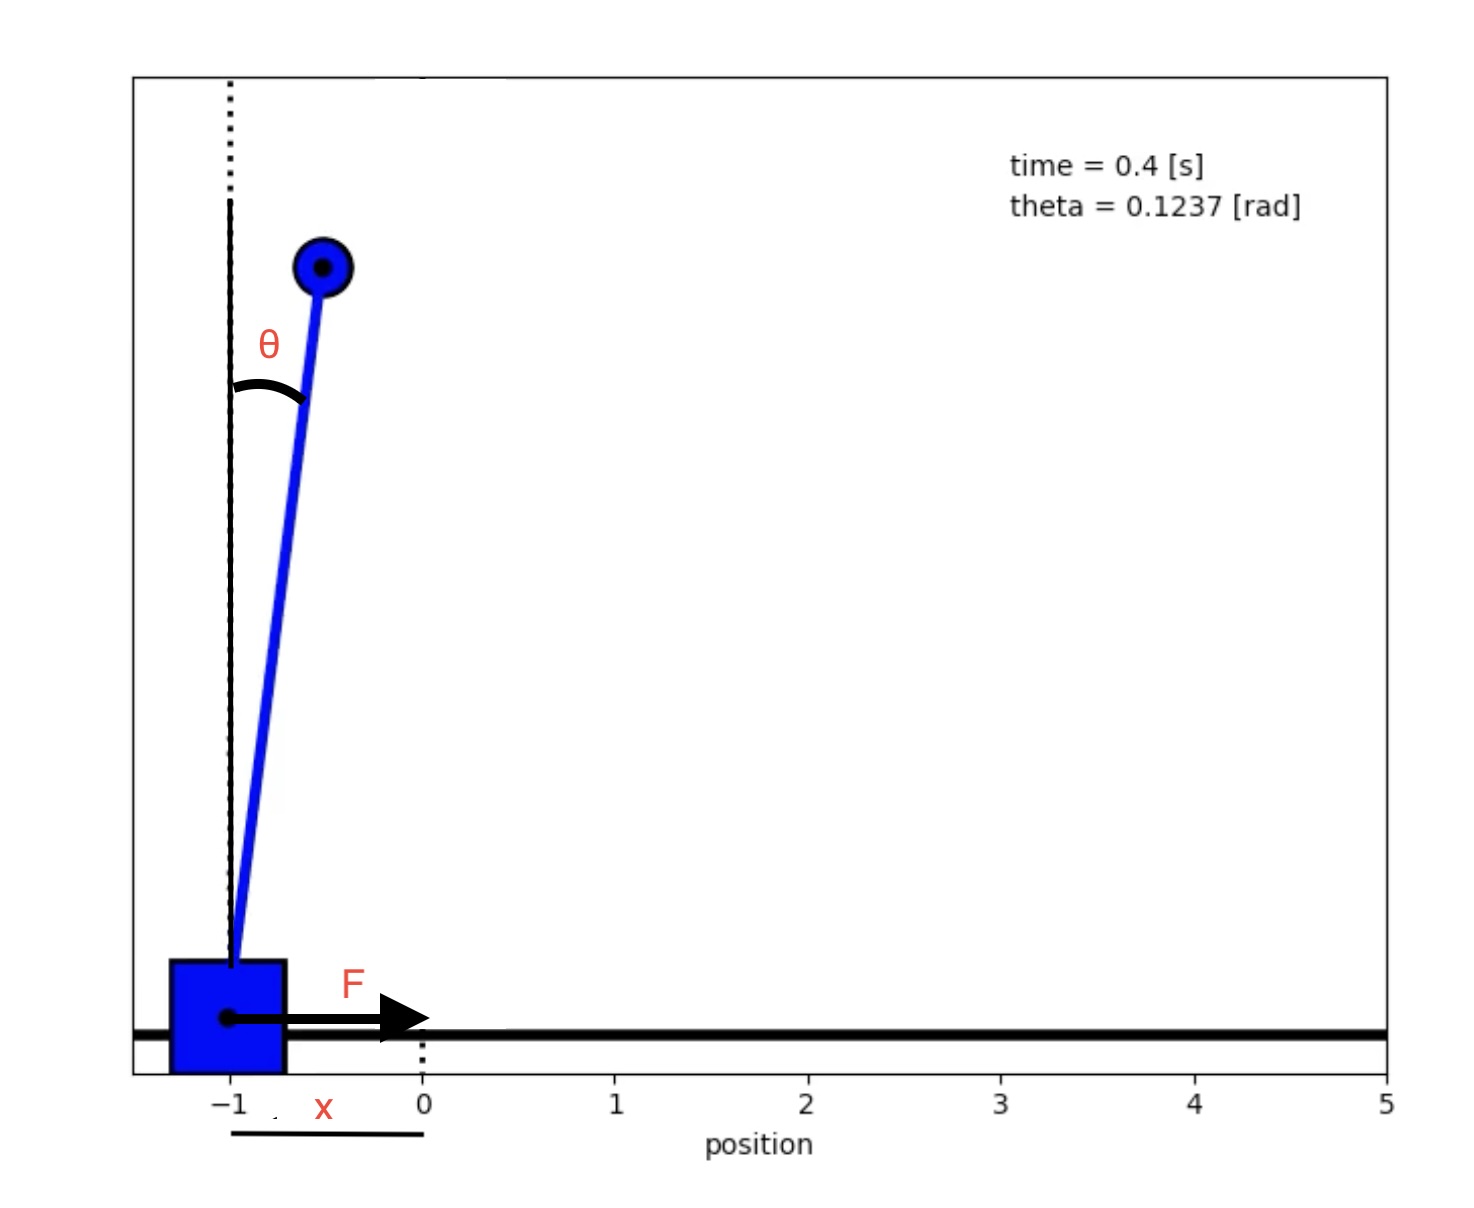 time = 0.4 [s]
theta = 0.1237 [rad]
θ
F
−1 x 0 1 2 3 4 5
position